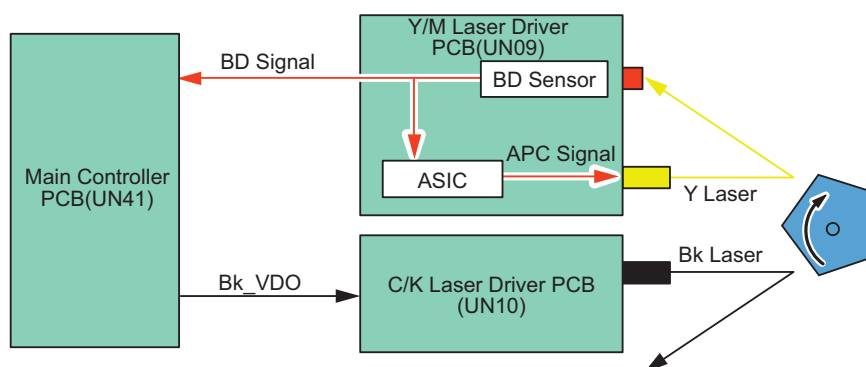 Y/M Laser Driver
PCB(UN09)
BD Signal
BD Sensor
APC Signal
ASIC
Main Controller
PCB(UN41)
Y Laser
Bk Laser
Bk_VDO
C/K Laser Driver PCB
(UN10)